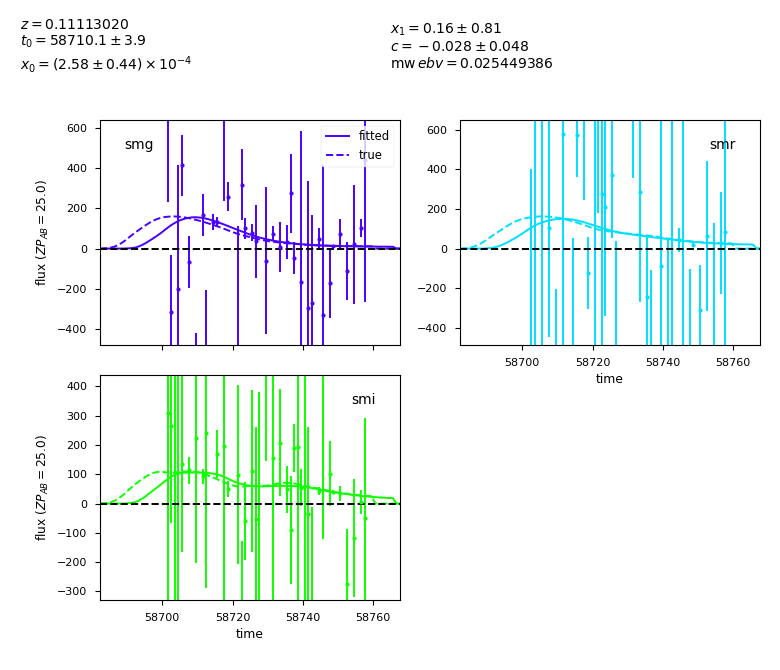 z = 0.11113020
t₀ = 58710.1 ± 3.9
x₀ = (2.58 ± 0.44) × 10⁻⁴
x₁ = 0.16 ± 0.81
c = −0.028 ± 0.048
mw ebv = 0.025449386
smg
fitted
true
600
400
200
0
−200
−400
flux (ZP_AB = 25.0)
smr
600
400
200
0
−200
−400
58700 58720 58740 58760
time
smi
400
300
200
100
0
−100
−200
−300
flux (ZP_AB = 25.0)
58700 58720 58740 58760
time